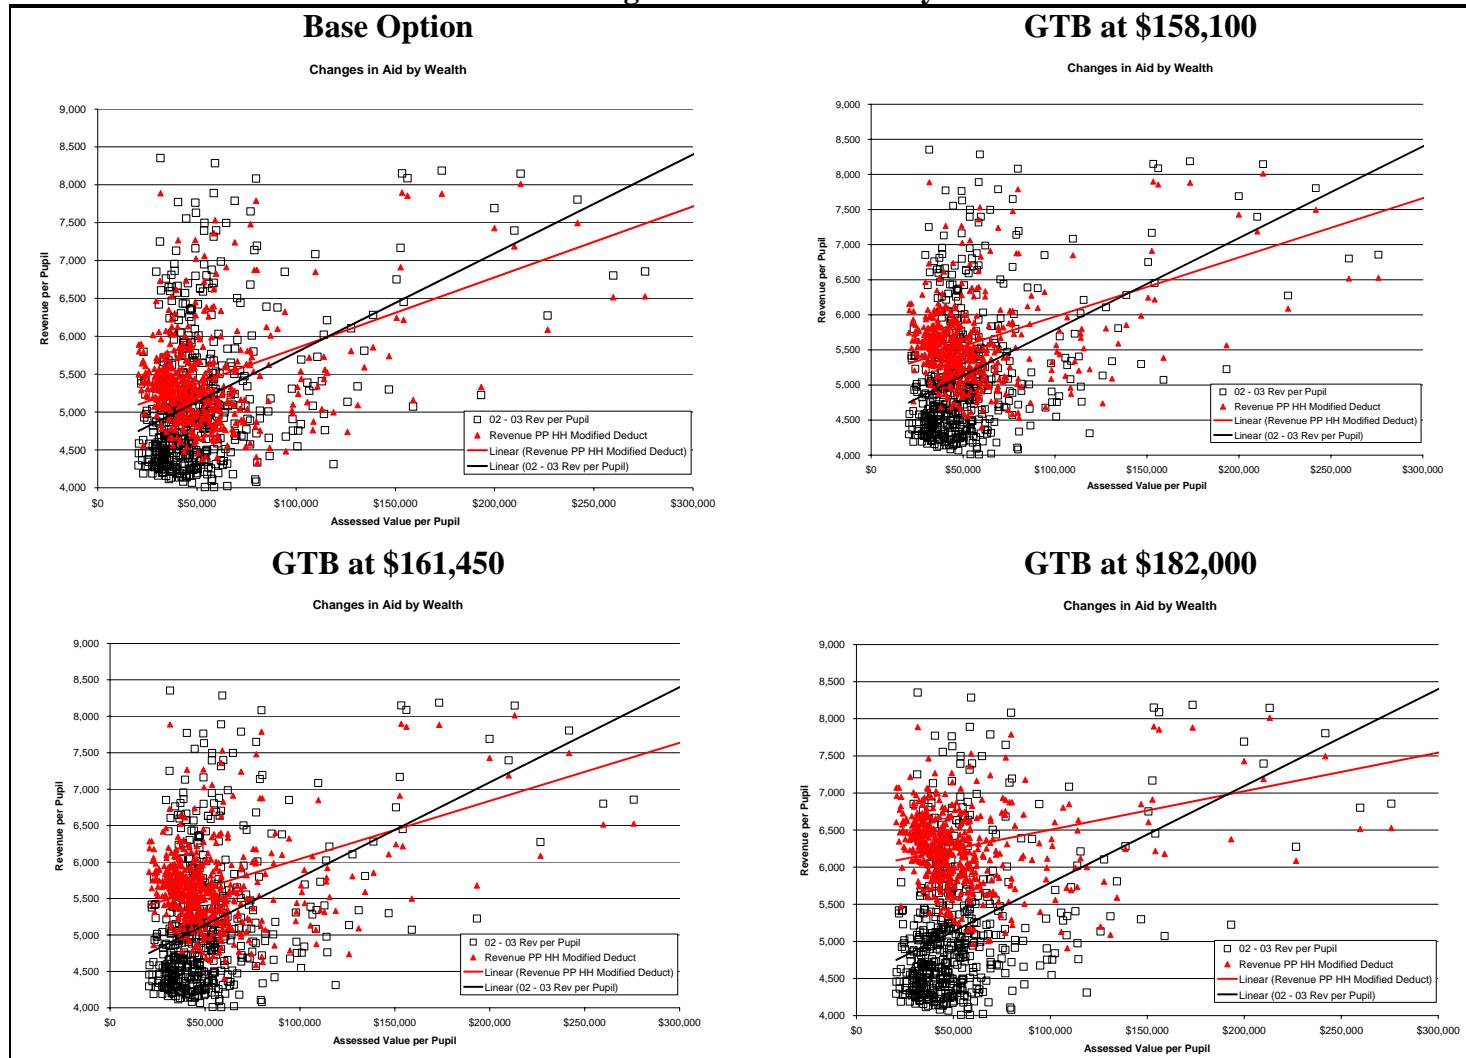 Base Option
Changes in Aid by Wealth
9,000
8,500
8,000
7,500
7,000
6,500
6,000
5,500
5,000
4,500
4,000
Revenue per Pupil
$0
$50,000
$100,000
$150,000
$200,000
$250,000
$300,000
Assessed Value per Pupil
02 - 03 Rev per Pupil
Revenue PP HH Modified Deduct
Linear (Revenue PP HH Modified Deduct)
Linear (02 - 03 Rev per Pupil)
GTB at $158,100
Changes in Aid by Wealth
9,000
8,500
8,000
7,500
7,000
6,500
6,000
5,500
5,000
4,500
4,000
Revenue per Pupil
$0
$50,000
$100,000
$150,000
$200,000
$250,000
$300,000
Assessed Value per Pupil
02 - 03 Rev per Pupil
Revenue PP HH Modified Deduct
Linear (Revenue PP HH Modified Deduct)
Linear (02 - 03 Rev per Pupil)
GTB at $161,450
Changes in Aid by Wealth
9,000
8,500
8,000
7,500
7,000
6,500
6,000
5,500
5,000
4,500
4,000
Revenue per Pupil
$0
$50,000
$100,000
$150,000
$200,000
$250,000
$300,000
Assessed Value per Pupil
02 - 03 Rev per Pupil
Revenue PP HH Modified Deduct
Linear (Revenue PP HH Modified Deduct)
Linear (02 - 03 Rev per Pupil)
GTB at $182,000
Changes in Aid by Wealth
9,000
8,500
8,000
7,500
7,000
6,500
6,000
5,500
5,000
4,500
4,000
Revenue per Pupil
$0
$50,000
$100,000
$150,000
$200,000
$250,000
$300,000
Assessed Value per Pupil
02 - 03 Rev per Pupil
Revenue PP HH Modified Deduct
Linear (Revenue PP HH Modified Deduct)
Linear (02 - 03 Rev per Pupil)